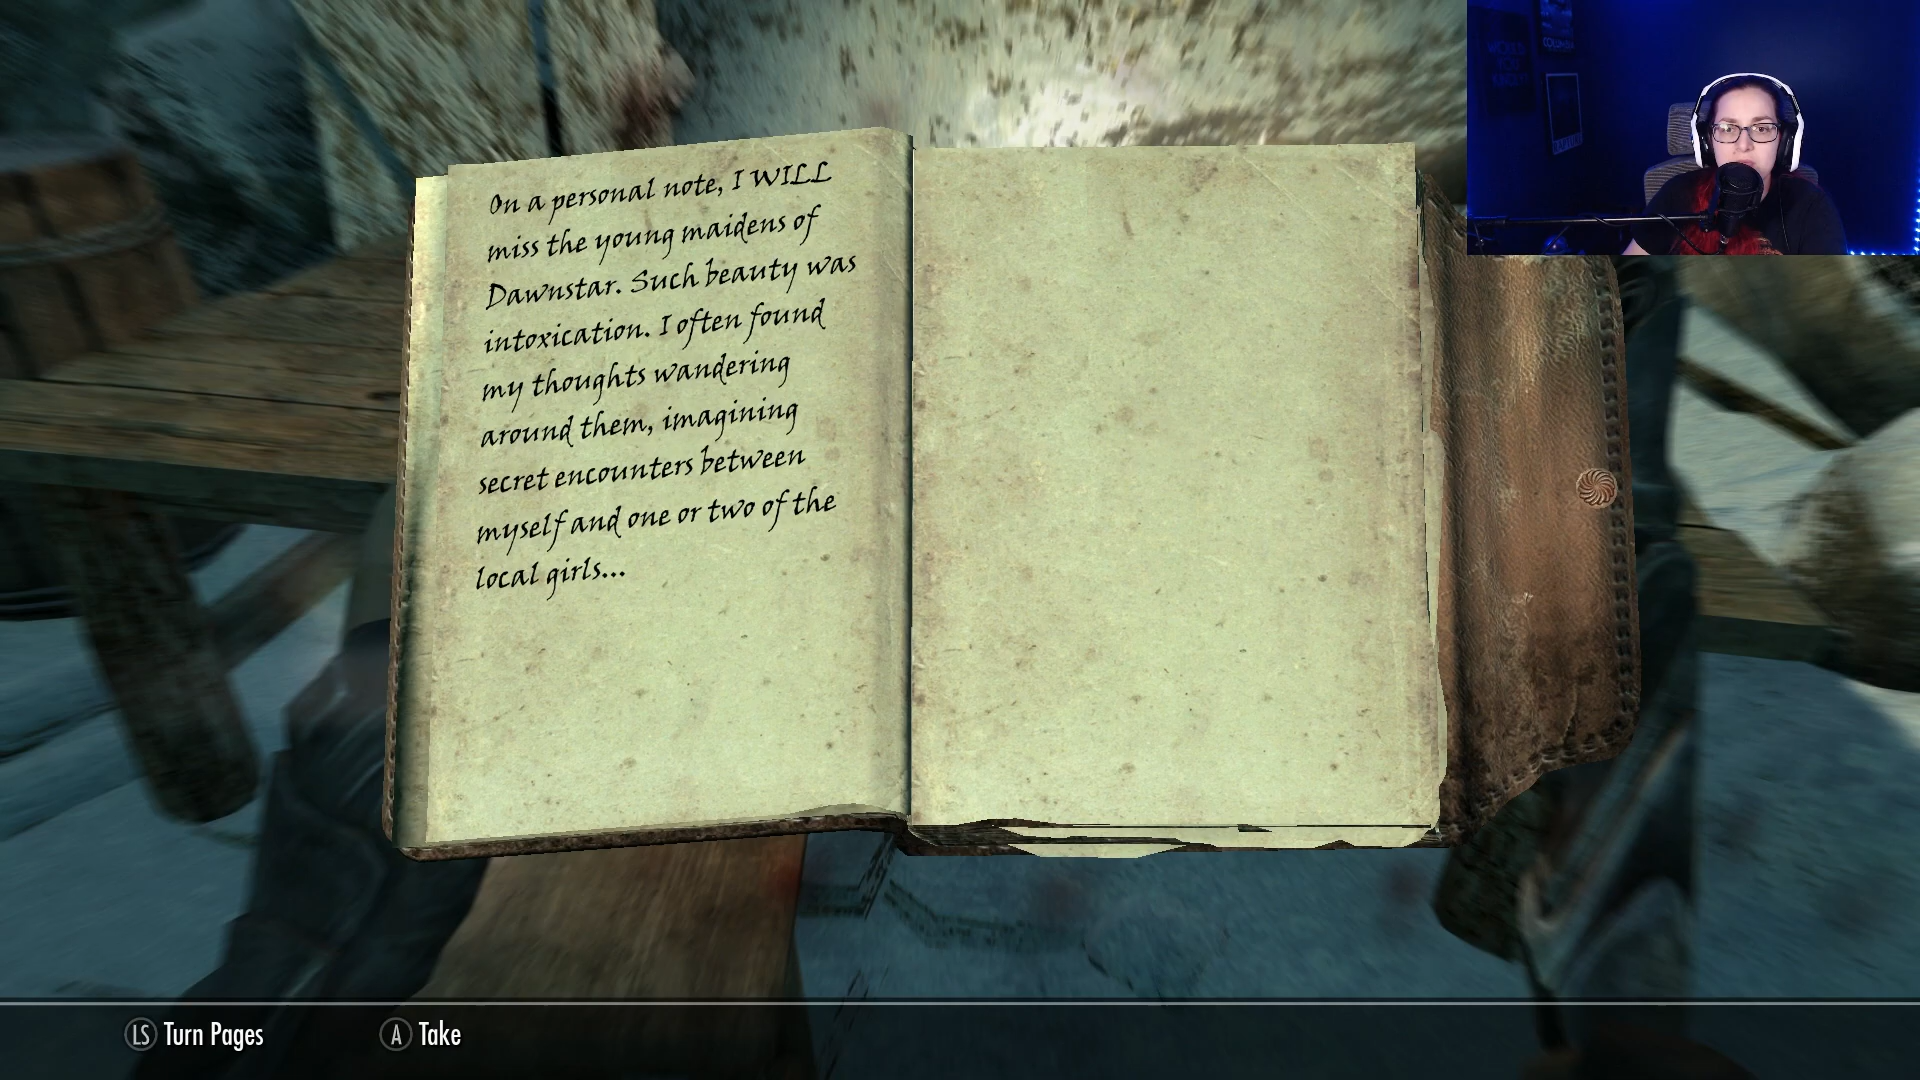 On a personal note, I WILL
miss the young maidens of
Dawnstar. Such beauty was
intoxication. I often found
my thoughts wandering
around them, imagining
secret encounters between
myself and one or two of the
local girls...
LS Turn Pages
A Take